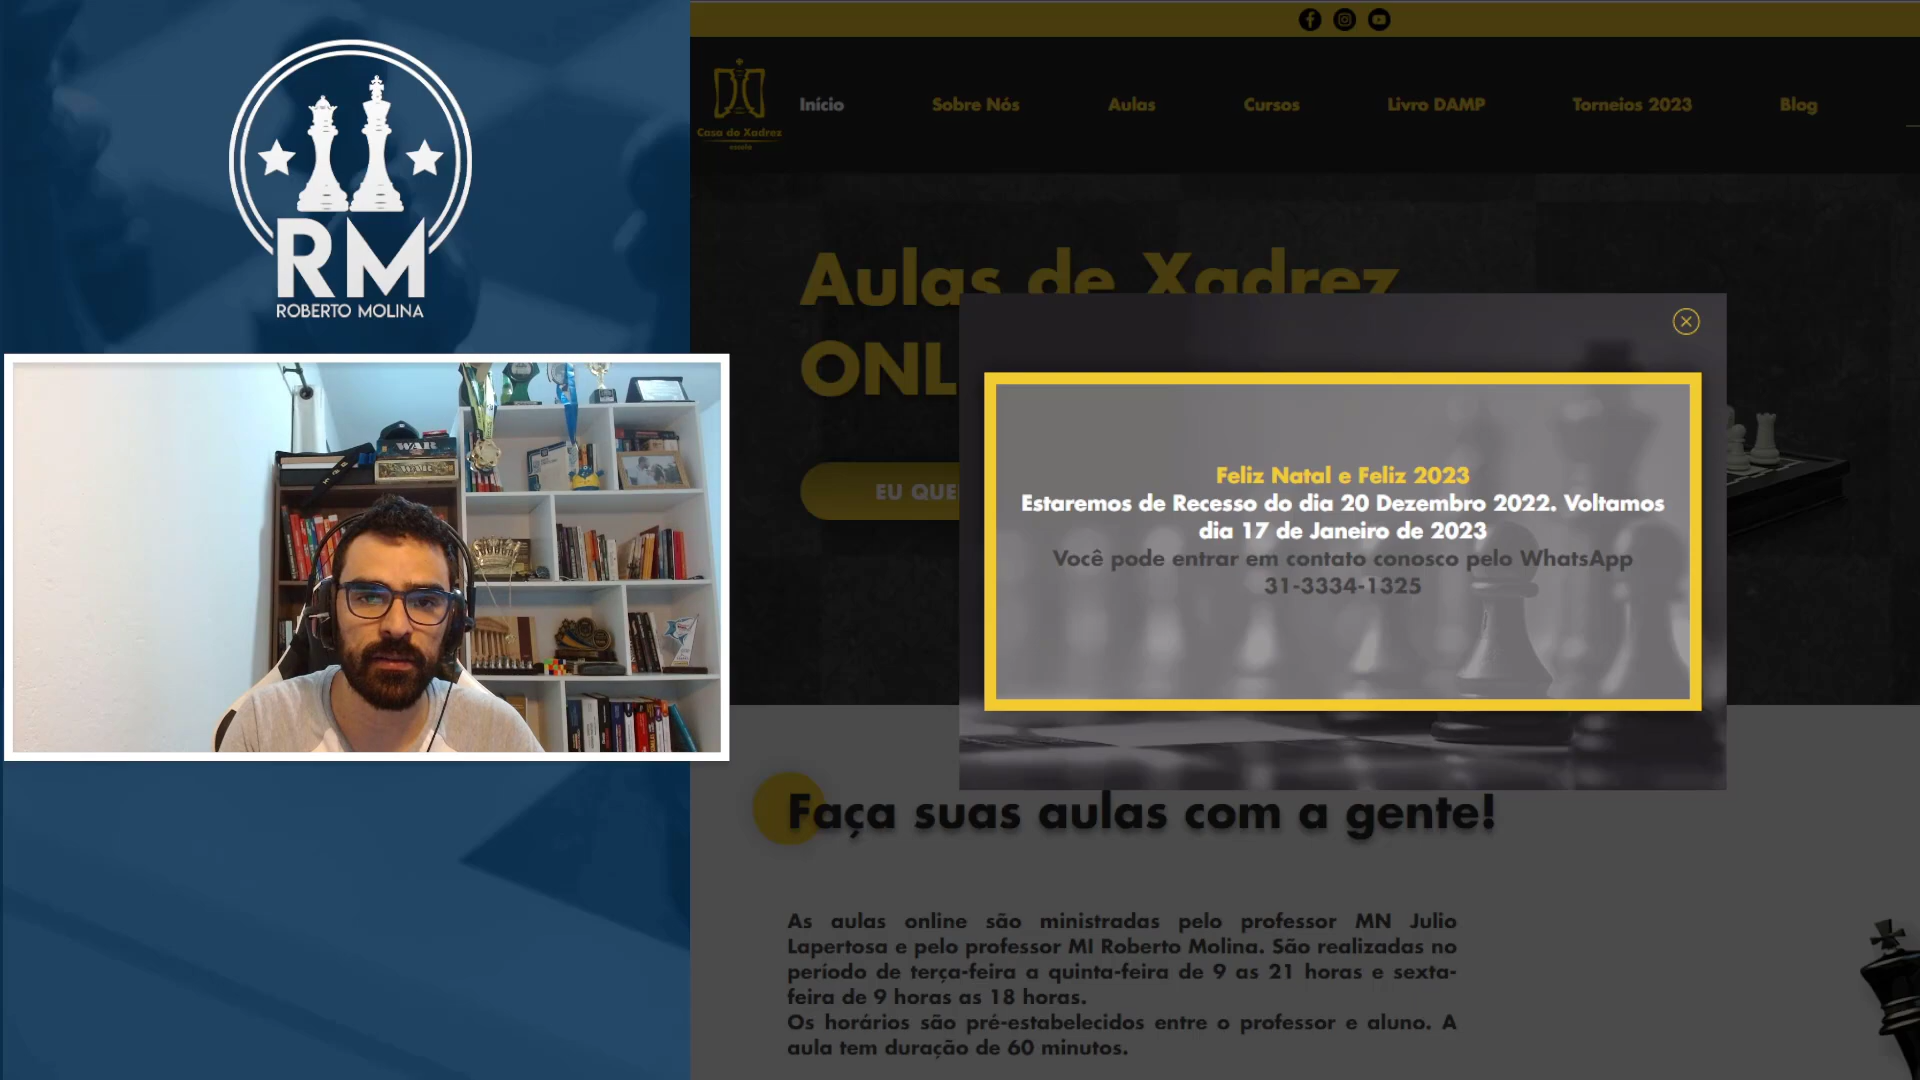 RM
ROBERTO MOLINA
WAR
WAR
Casa do Xadrez
escola
Início
Sobre Nós
Aulas
Cursos
Livro DAMP
Torneios 2023
Blog
Aulas de Xadrez
ONL
EU QUE
Feliz Natal e Feliz 2023
Estaremos de Recesso do dia 20 Dezembro 2022. Voltamos
dia 17 de Janeiro de 2023
Você pode entrar em contato conosco pelo WhatsApp
31-3334-1325
Faça suas aulas com a gente!
As aulas online são ministradas pelo professor MN Julio
Lapertosa e pelo professor MI Roberto Molina. São realizadas no
período de terça-feira a quinta-feira de 9 as 21 horas e sexta-
feira de 9 horas as 18 horas.
Os horários são pré-estabelecidos entre o professor e aluno. A
aula tem duração de 60 minutos.